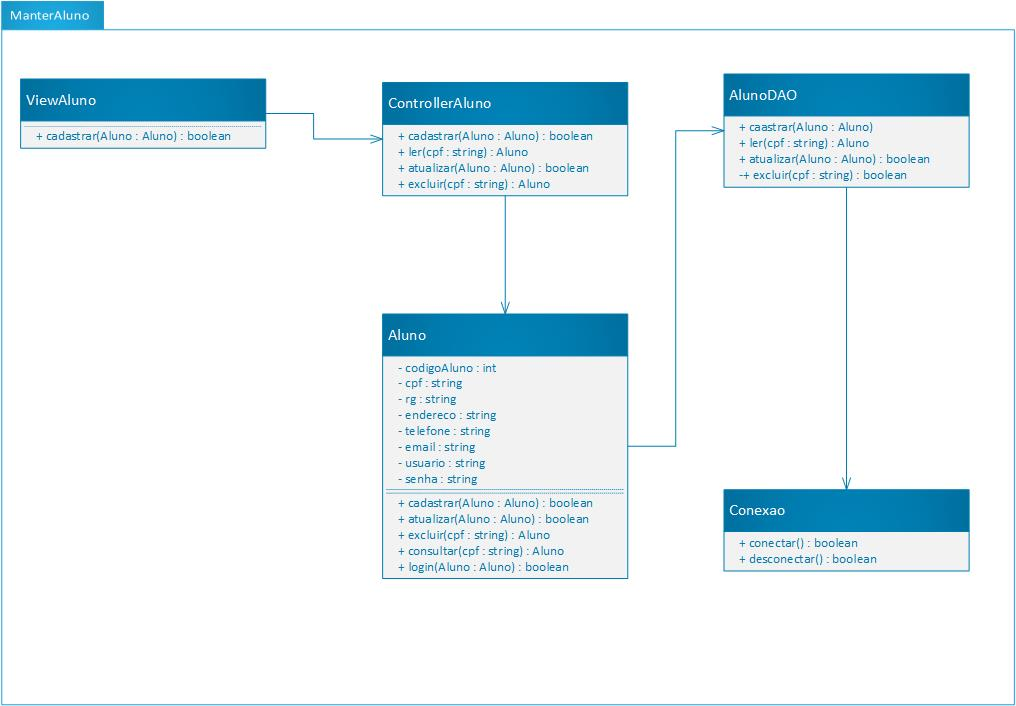 ManterAluno
ViewAluno
+ cadastrar(Aluno : Aluno) : boolean
ControllerAluno
+ cadastrar(Aluno : Aluno) : boolean
+ ler(cpf : string) : Aluno
+ atualizar(Aluno : Aluno) : boolean
+ excluir(cpf : string) : Aluno
AlunoDAO
+ caastrar(Aluno : Aluno)
+ ler(cpf : string) : Aluno
+ atualizar(Aluno : Aluno) : boolean
-+ excluir(cpf : string) : boolean
Aluno
- codigoAluno : int
- cpf : string
- rg : string
- endereco : string
- telefone : string
- email : string
- usuario : string
- senha : string
+ cadastrar(Aluno : Aluno) : boolean
+ atualizar(Aluno : Aluno) : boolean
+ excluir(cpf : string) : Aluno
+ consultar(cpf : string) : Aluno
+ login(Aluno : Aluno) : boolean
Conexao
+ conectar() : boolean
+ desconectar() : boolean